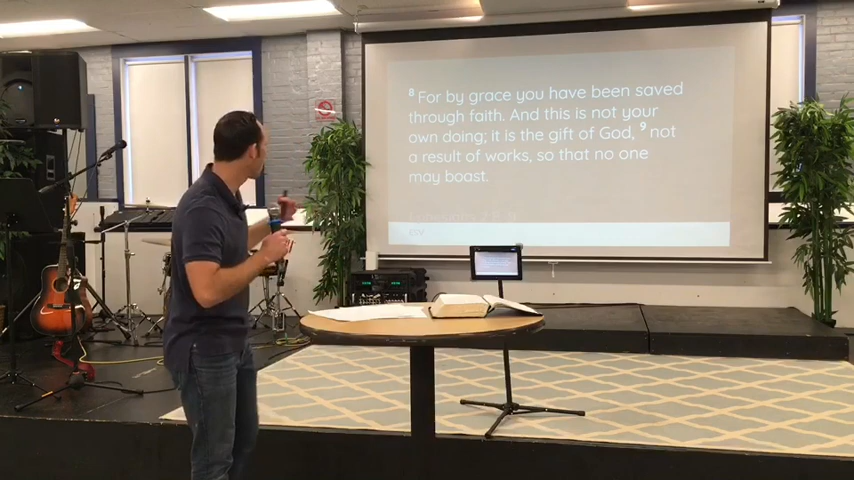 8 For by grace you have been saved
through faith. And this is not your
own doing; it is the gift of God, 9 not
a result of works, so that no one
may boast.
ESV